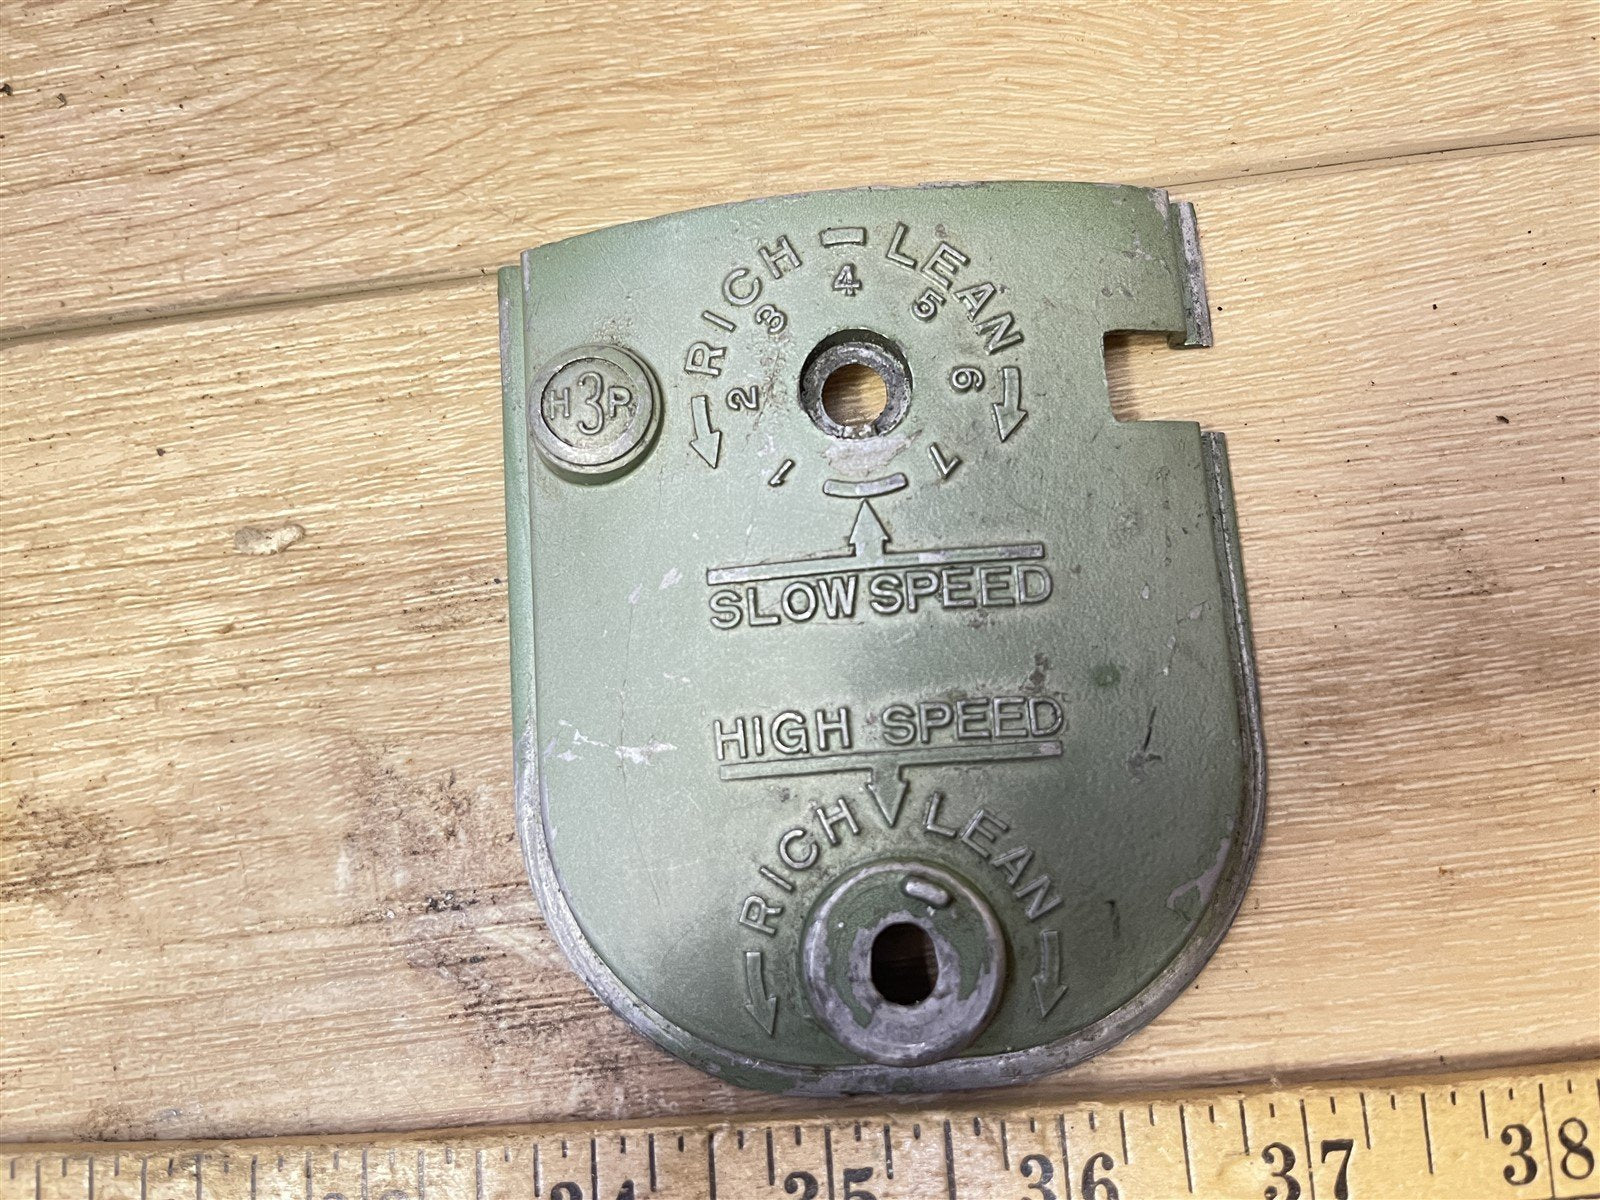 RICH - LEAN
1 2 3 4 5 6 7
H3P
SLOW SPEED
HIGH SPEED
RICH LEAN
34 35 36 37 38